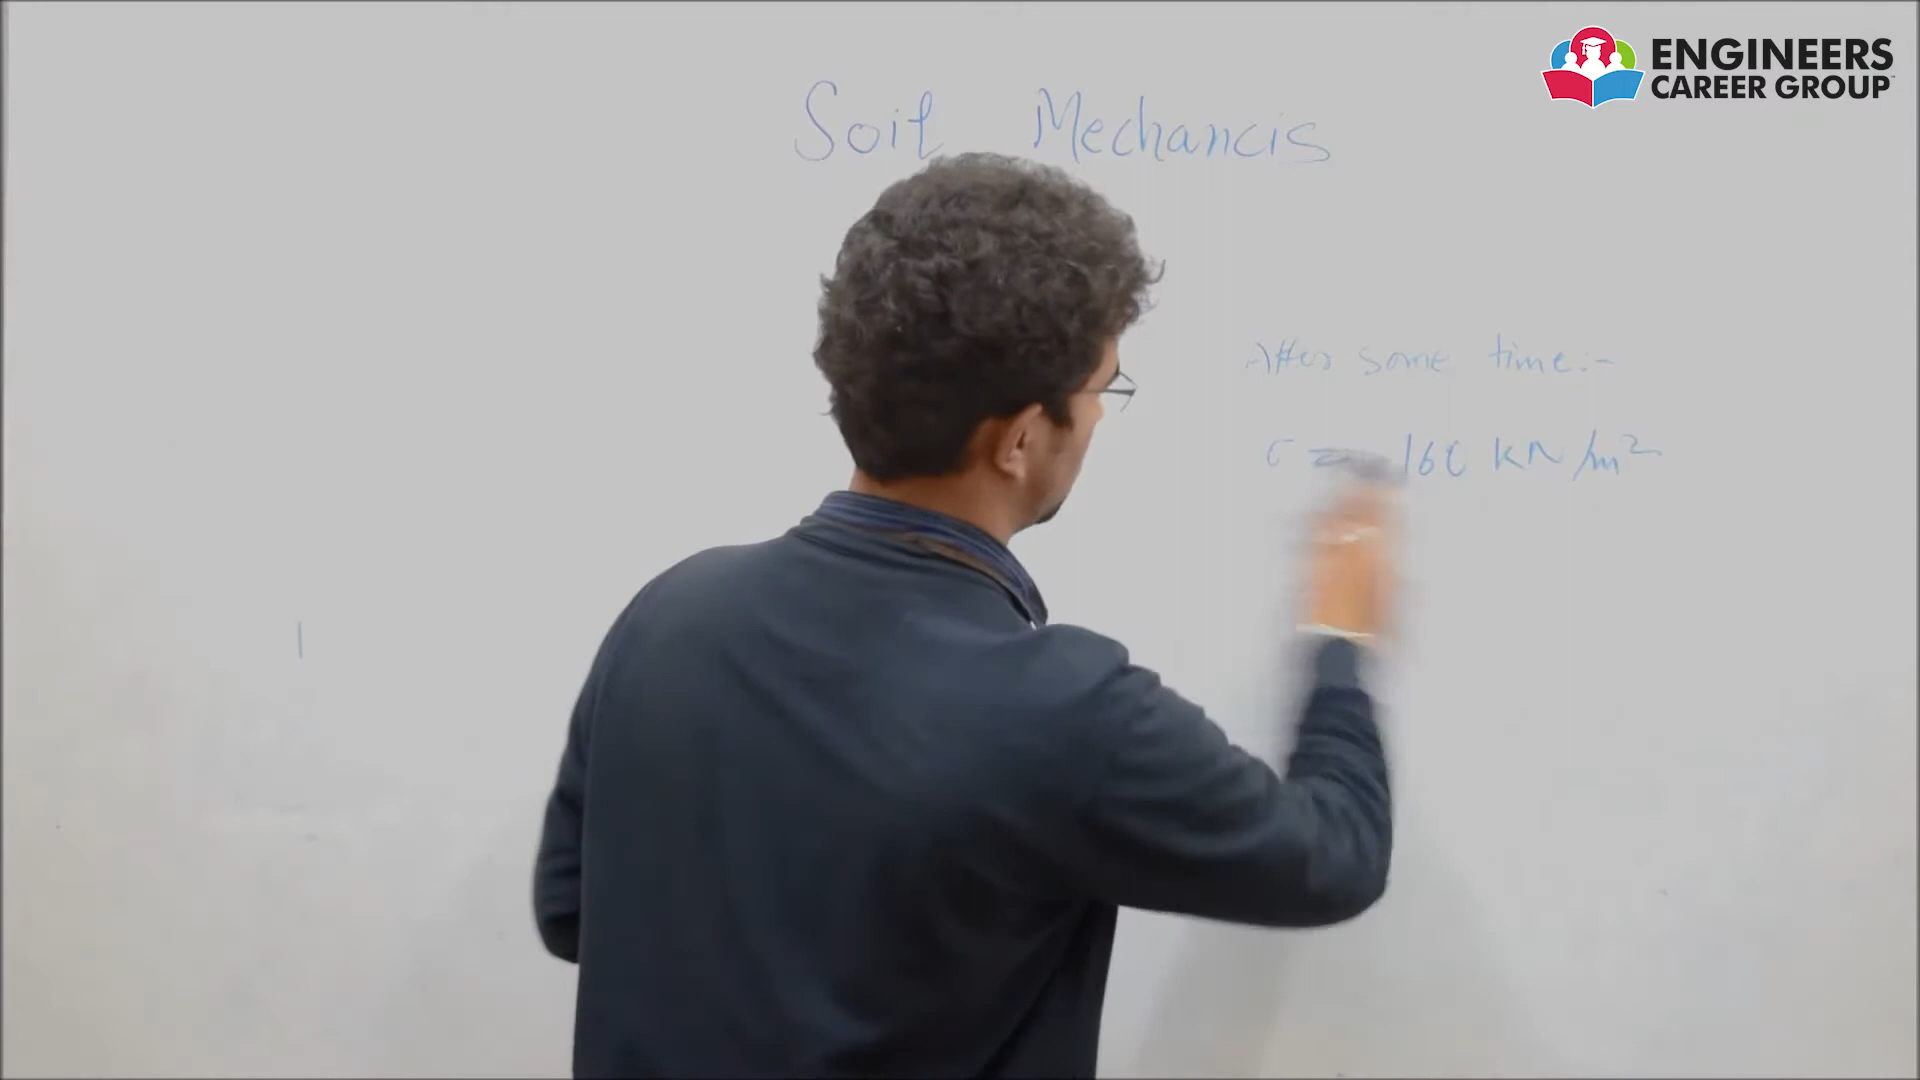 ENGINEERS
CAREER GROUP
Soil Mechancis
After some time:-
σ = 160 KN/m²